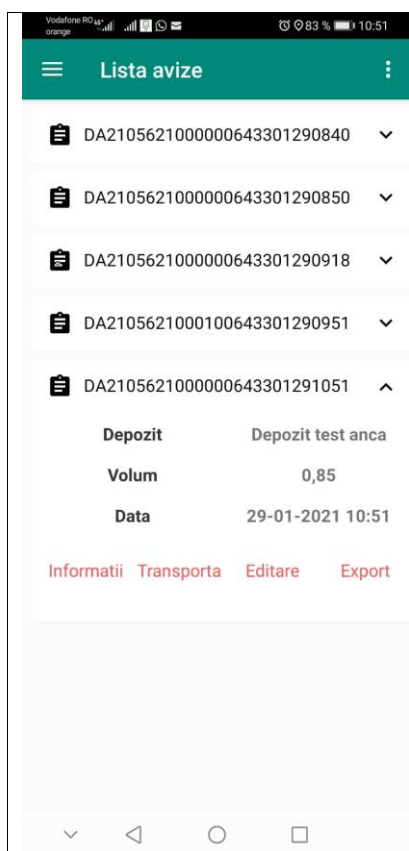 Vodafone RO 4G+
orange
83 % 10:51
Lista avize
DA2105621000000643301290840
DA2105621000000643301290850
DA2105621000000643301290918
DA2105621000100643301290951
DA2105621000000643301291051
Depozit Depozit test anca
Volum 0,85
Data 29-01-2021 10:51
Informatii Transporta Editare Export